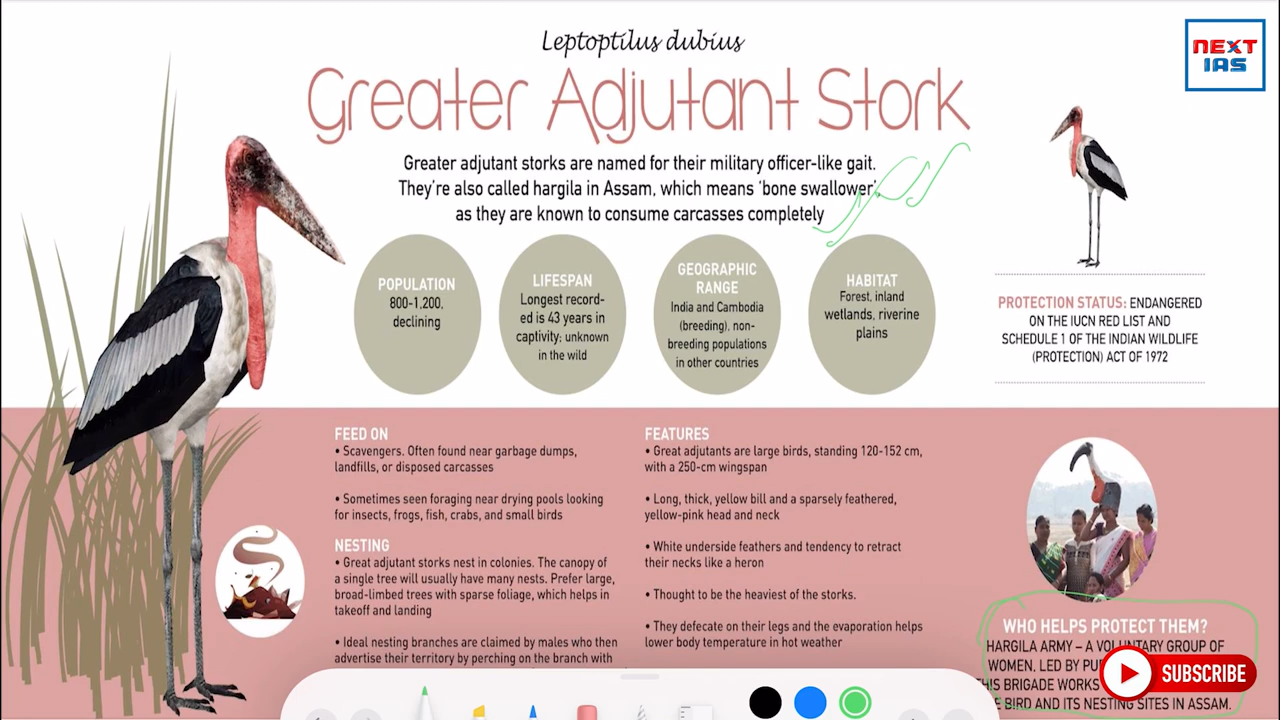 Leptoptilus dubius
NEXT
IAS
Greater Adjutant Stork
Greater adjutant storks are named for their military officer-like gait.
They're also called hargila in Assam, which means 'bone swallower'
as they are known to consume carcasses completely
POPULATION
800-1,200,
declining
LIFESPAN
Longest record-
ed is 43 years in
captivity; unknown
in the wild
GEOGRAPHIC
RANGE
India and Cambodia
(breeding), non-
breeding populations
in other countries
HABITAT
Forest, inland
wetlands, riverine
plains
PROTECTION STATUS: ENDANGERED
ON THE IUCN RED LIST AND
SCHEDULE 1 OF THE INDIAN WILDLIFE
(PROTECTION) ACT OF 1972
FEED ON
• Scavengers. Often found near garbage dumps,
landfills, or disposed carcasses
• Sometimes seen foraging near drying pools looking
for insects, frogs, fish, crabs, and small birds
NESTING
• Great adjutant storks nest in colonies. The canopy of
a single tree will usually have many nests. Prefer large,
broad-limbed trees with sparse foliage, which helps in
takeoff and landing
• Ideal nesting branches are claimed by males who then
advertise their territory by perching on the branch with
FEATURES
• Great adjutants are large birds, standing 120-152 cm,
with a 250-cm wingspan
• Long, thick, yellow bill and a sparsely feathered,
yellow-pink head and neck
• White underside feathers and tendency to retract
their necks like a heron
• Thought to be the heaviest of the storks.
• They defecate on their legs and the evaporation helps
lower body temperature in hot weather
WHO HELPS PROTECT THEM?
HARGILA ARMY – A VOLUNTARY GROUP OF
WOMEN, LED BY
THIS BRIGADE WORKS
BIRD AND ITS NESTING SITES IN ASSAM.
SUBSCRIBE